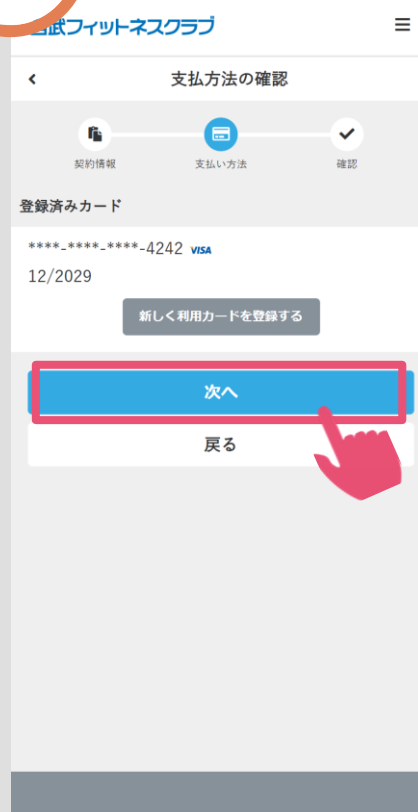 武フィットネスクラブ
支払方法の確認
契約情報
支払い方法
確認
登録済みカード
****-****-****-4242 VISA
12/2029
新しく利用カードを登録する
次へ
戻る